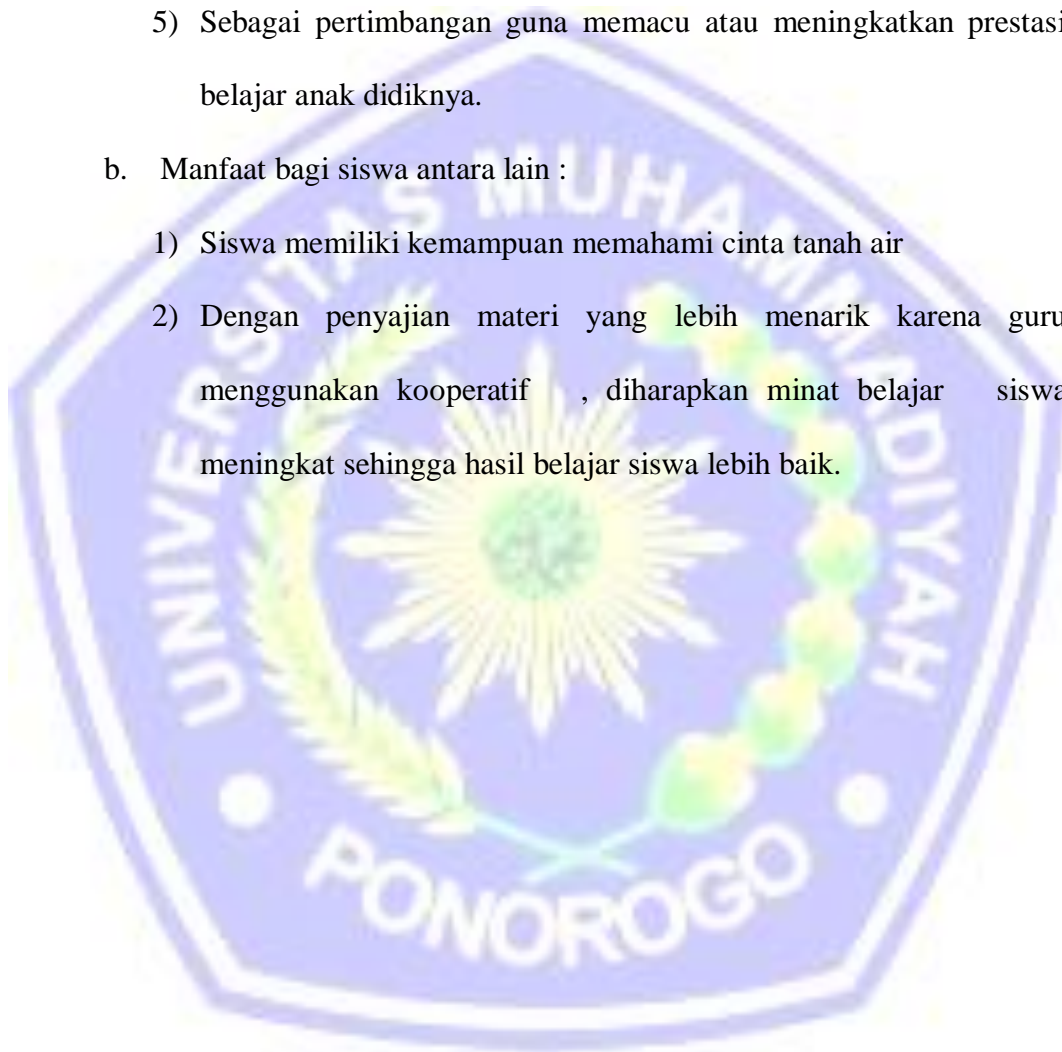 5) Sebagai pertimbangan guna memacu atau meningkatkan prestasi
belajar anak didiknya.
b. Manfaat bagi siswa antara lain :
1) Siswa memiliki kemampuan memahami cinta tanah air
2) Dengan penyajian materi yang lebih menarik karena guru
menggunakan kooperatif , diharapkan minat belajar siswa
meningkat sehingga hasil belajar siswa lebih baik.
UNIVERSITAS MUHAMMADIYAH
PONOROGO